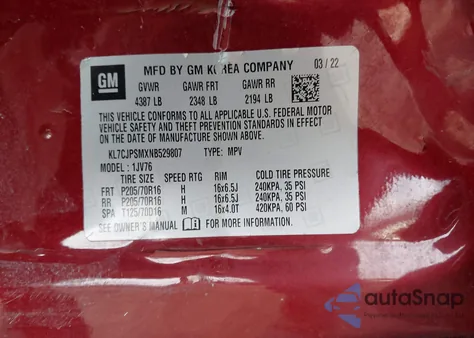 GM
MFD BY GM KOREA COMPANY 03/22
GVWR GAWR FRT GAWR RR
4387 LB 2348 LB 2194 LB
THIS VEHICLE CONFORMS TO ALL APPLICABLE U.S. FEDERAL MOTOR
VEHICLE SAFETY AND THEFT PREVENTION STANDARDS IN EFFECT ON
THE DATE OF MANUFACTURE SHOWN ABOVE.
KL7CJPSMXNB529807 TYPE: MPV
MODEL: 1JV76
TIRE SIZE SPEED RTG RIM COLD TIRE PRESSURE
FRT P205/70R16 H 16x6.5J 240KPA, 35 PSI
RR P205/70R16 H 16x6.5J 240KPA, 35 PSI
SPA T125/70D16 M 16x4.0T 420KPA, 60 PSI
SEE OWNER'S MANUAL FOR MORE INFORMATION.
autoSnap